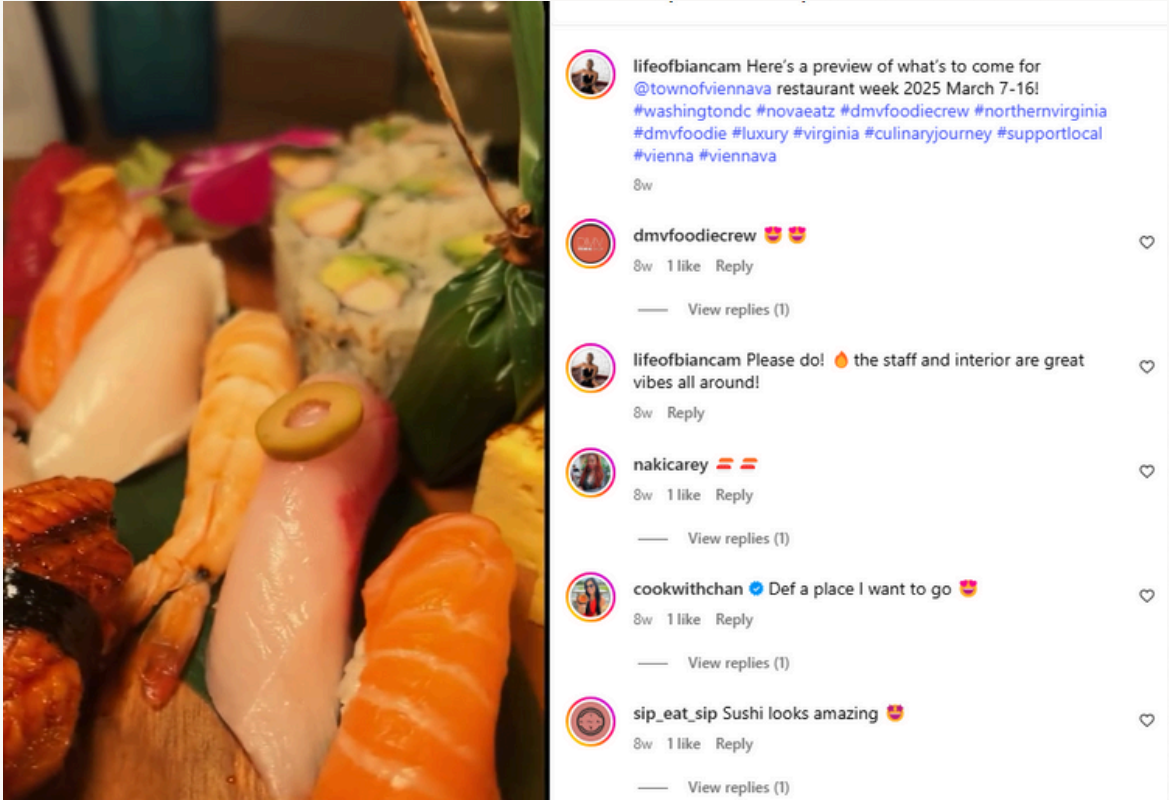 lifeofbiancam Here's a preview of what's to come for
@townofviennava restaurant week 2025 March 7-16!
#washingtondc #novaeatz #dmvfoodiecrew #northernvirginia
#dmvfoodie #luxury #virginia #culinaryjourney #supportlocal
#vienna #viennava
8w
dmvfoodiecrew 😍 😍
8w 1 like Reply
View replies (1)
lifeofbiancam Please do! 🔥 the staff and interior are great
vibes all around!
8w Reply
nakicarey 🍣 🍣
8w 1 like Reply
View replies (1)
cookwithchan Def a place I want to go 😍
8w 1 like Reply
View replies (1)
sip_eat_sip Sushi looks amazing 😍
8w 1 like Reply
View replies (1)